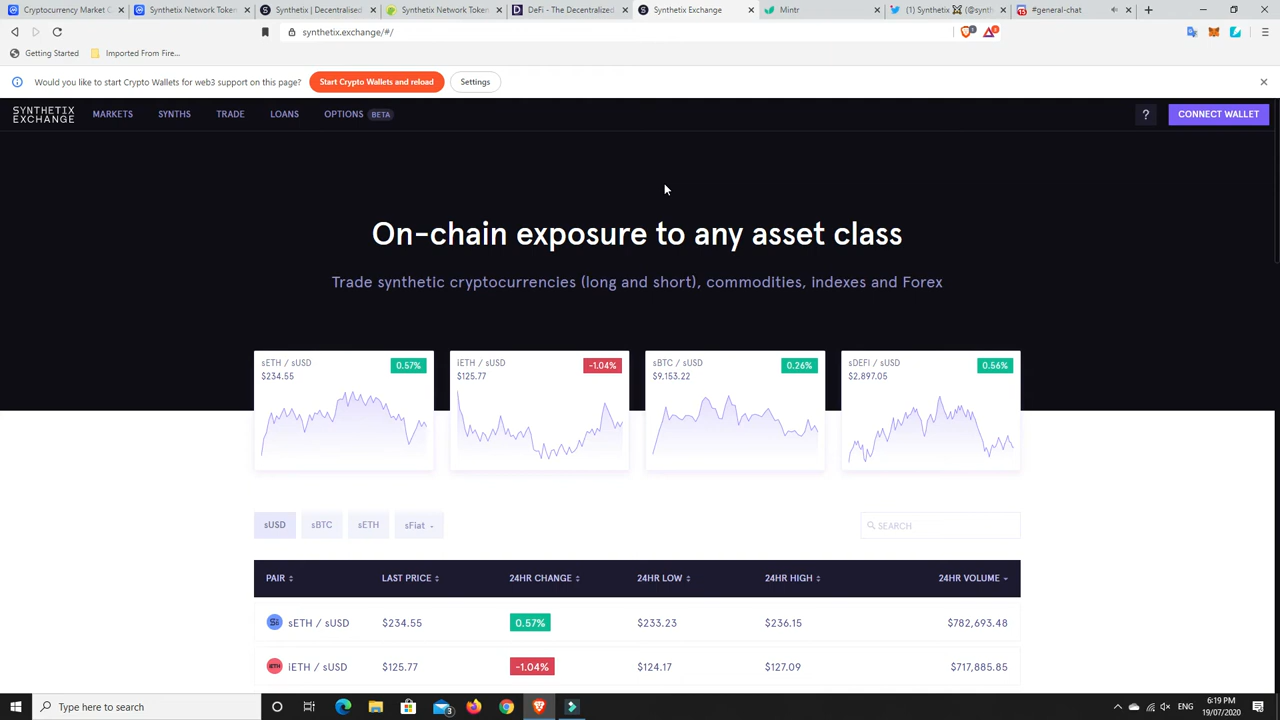 Cryptocurrency Market C
Synthetix Network Token
Synthetix | Decentralised
Synthetix Network Token
DeFi - The Decentralized
Synthetix Exchange
Mintr
(1) Synthetix
(@synth
#general-chat
synthetix.exchange/#/
Getting Started
Imported From Fire...
Would you like to start Crypto Wallets for web3 support on this page?
Start Crypto Wallets and reload
Settings
SYNTHETIX EXCHANGE
MARKETS
SYNTHS
TRADE
LOANS
OPTIONS BETA
?
CONNECT WALLET
On-chain exposure to any asset class
Trade synthetic cryptocurrencies (long and short), commodities, indexes and Forex
sETH / sUSD
$234.55
0.57%
iETH / sUSD
$125.77
-1.04%
sBTC / sUSD
$9,153.22
0.26%
sDEFI / sUSD
$2,897.05
0.56%
sUSD
sBTC
sETH
sFiat
SEARCH
PAIR LAST PRICE 24HR CHANGE 24HR LOW 24HR HIGH 24HR VOLUME
sETH / sUSD $234.55 0.57% $233.23 $236.15 $782,693.48
iETH / sUSD $125.77 -1.04% $124.17 $127.09 $717,885.85
Type here to search
ENG
6:19 PM
19/07/2020